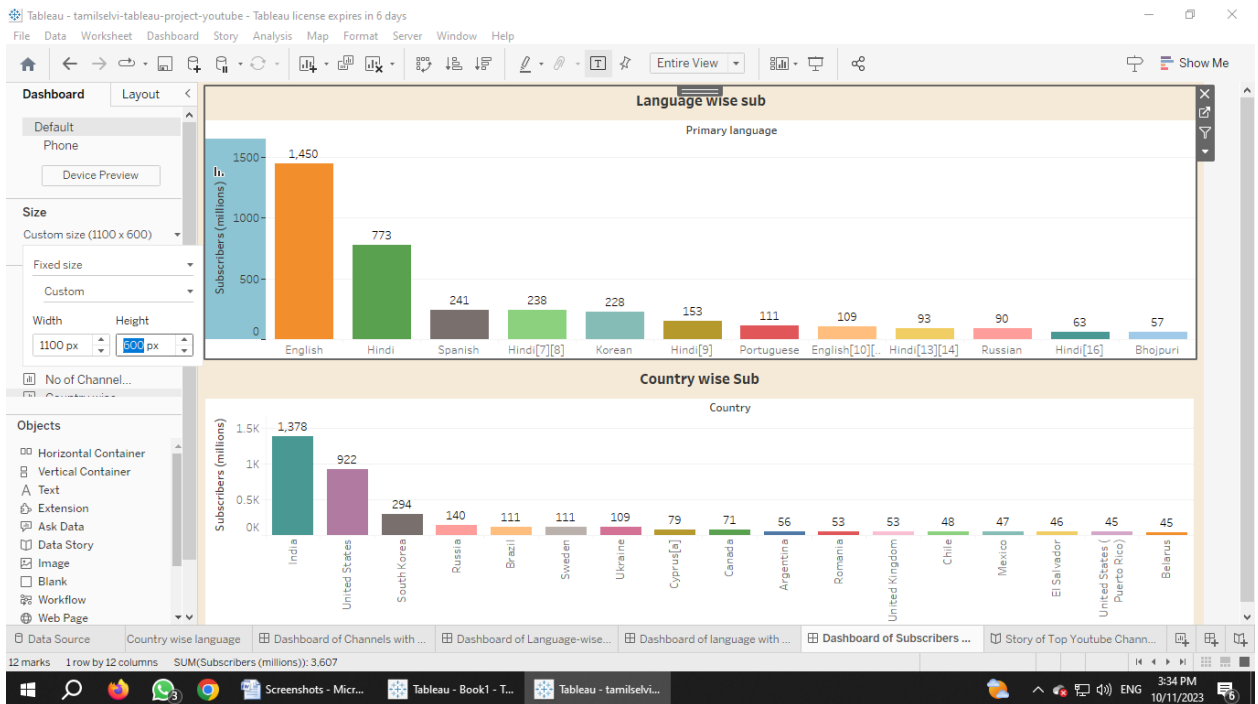 Tableau - tamilselvi-tableau-project-youtube - Tableau license expires in 6 days
File Data Worksheet Dashboard Story Analysis Map Format Server Window Help
Entire View
Show Me
Dashboard Layout
Default
Phone
Device Preview
Size
Custom size (1100 x 600)
Fixed size
Custom
Width Height
1100 px 600 px
No of Channel...
Objects
Horizontal Container
Vertical Container
Text
Extension
Ask Data
Data Story
Image
Blank
Workflow
Web Page
Language wise sub
Primary language
Subscribers (millions)
1500
1000
500
0
1,450 773 241 238 228 153 111 109 93 90 63 57
English Hindi Spanish Hindi[7][8] Korean Hindi[9] Portuguese English[10][.. Hindi[13][14] Russian Hindi[16] Bhojpuri
Country wise Sub
Country
Subscribers (millions)
1.5K
1K
0.5K
0K
1,378 922 294 140 111 111 109 79 71 56 53 53 48 47 46 45 45
India
United States
South Korea
Russia
Brazil
Sweden
Ukraine
Cyprus[a]
Canada
Argentina
Romania
United Kingdom
Chile
Mexico
El Salvador
United States (
Puerto Rico)
Belarus
Data Source Country wise language Dashboard of Channels with ... Dashboard of Language-wise... Dashboard of language with ... Dashboard of Subscribers ... Story of Top Youtube Chann...
12 marks 1 row by 12 columns SUM(Subscribers (millions)): 3,607
3
Screenshots - Micr... Tableau - Book1 - T... Tableau - tamilselvi...
ENG
3:34 PM
10/11/2023
6